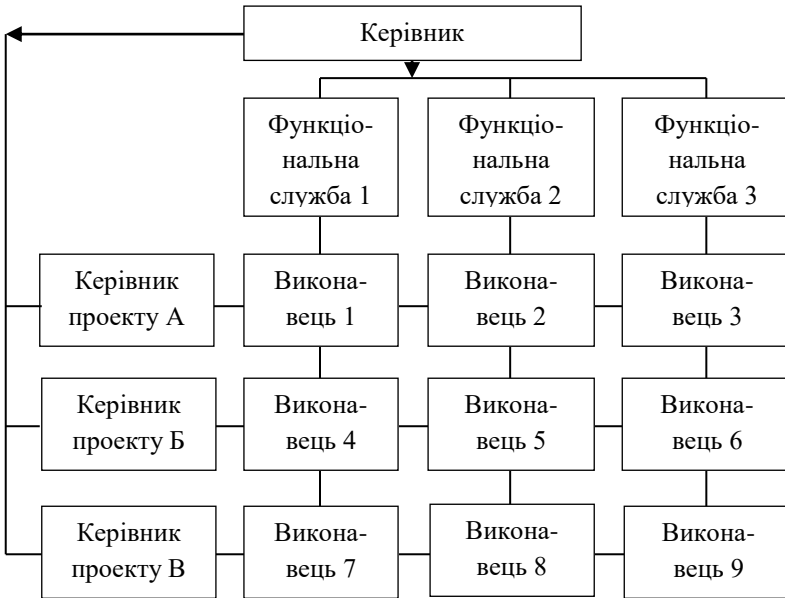 Керівник
Функціо-
нальна
служба 1
Функціо-
нальна
служба 2
Функціо-
нальна
служба 3
Керівник
проекту А
Викона-
вець 1
Викона-
вець 2
Викона-
вець 3
Керівник
проекту Б
Викона-
вець 4
Викона-
вець 5
Викона-
вець 6
Керівник
проекту В
Викона-
вець 7
Викона-
вець 8
Викона-
вець 9